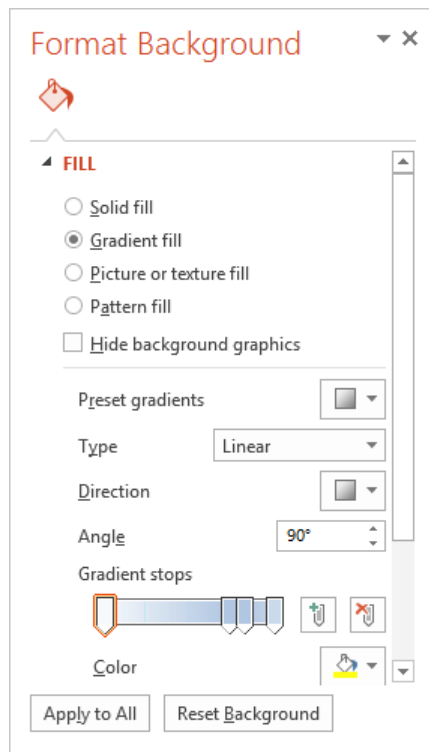 Format Background
FILL
Solid fill
Gradient fill
Picture or texture fill
Pattern fill
Hide background graphics
Preset gradients
Type Linear
Direction
Angle 90°
Gradient stops
Color
Apply to All Reset Background